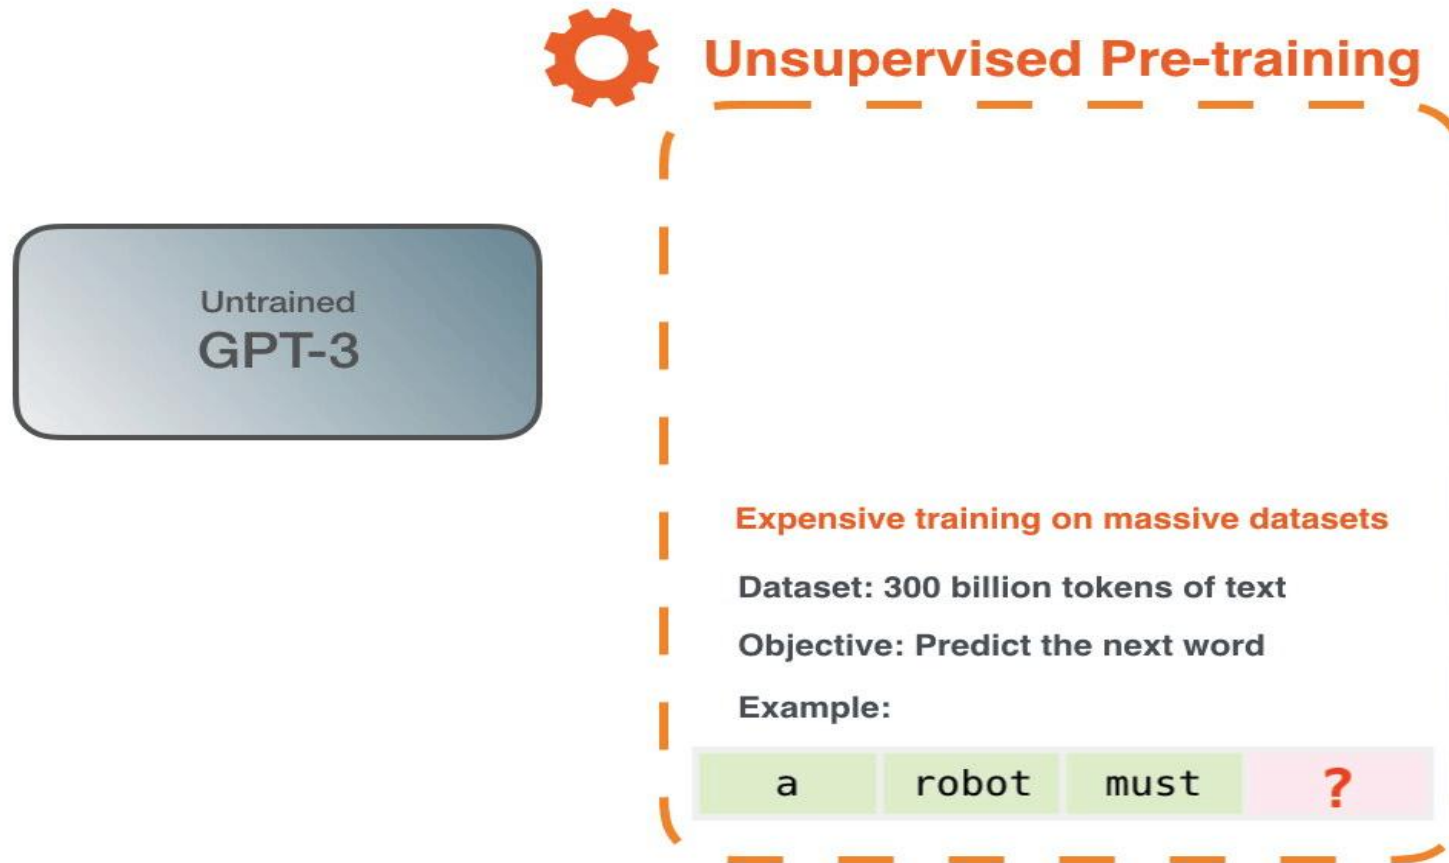 Unsupervised Pre-training
Untrained
GPT-3
Expensive training on massive datasets
Dataset: 300 billion tokens of text
Objective: Predict the next word
Example:
a robot must ?